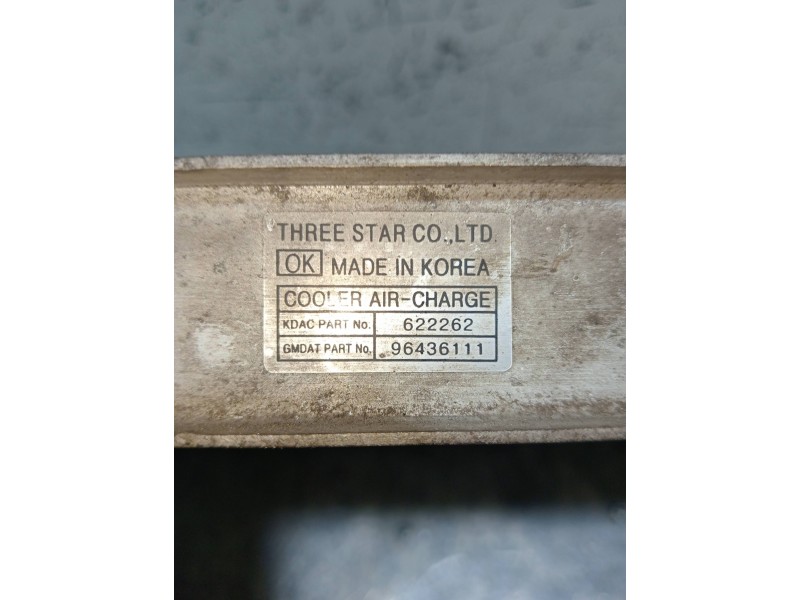 THREE STAR CO.,LTD.
OK MADE IN KOREA
COOLER AIR-CHARGE
KDAC PART No. 622262
GMDAT PART No. 96436111